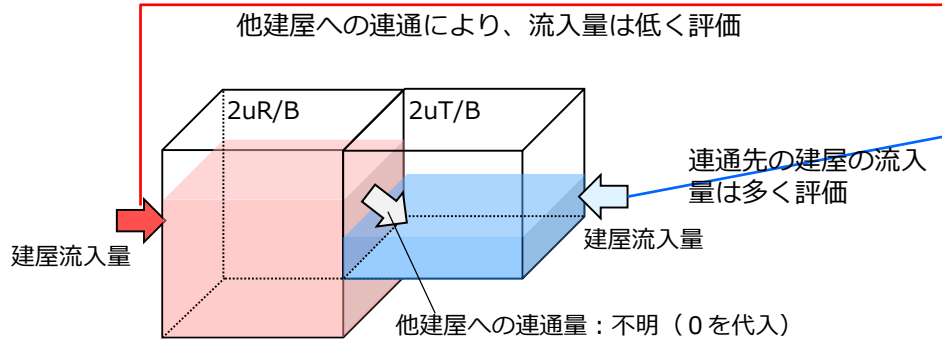 他建屋への連通により、流入量は低く評価
2uR/B
2uT/B
連通先の建屋の流入
量は多く評価
建屋流入量
建屋流入量
他建屋への連通量：不明（０を代入）